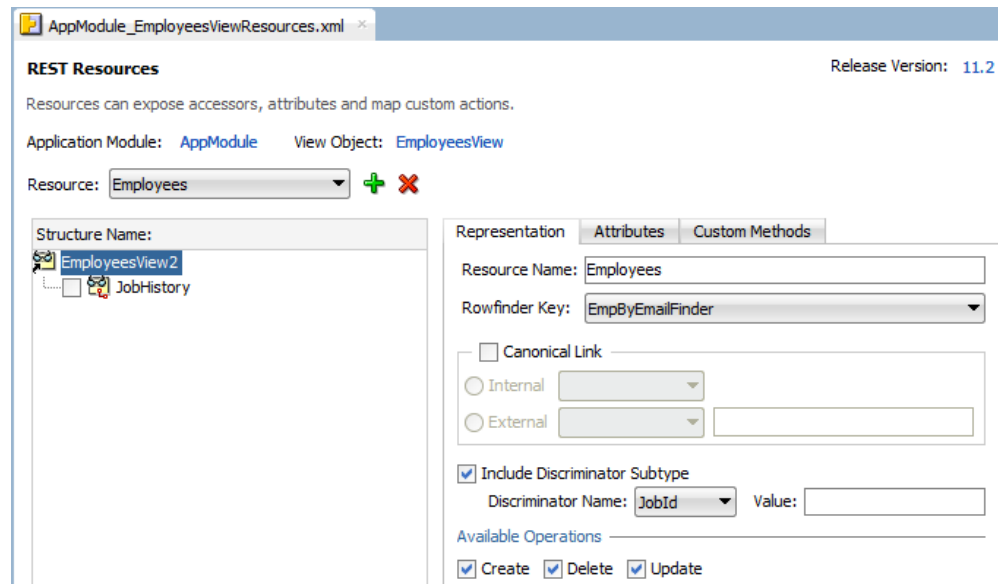 AppModule_EmployeesViewResources.xml
REST Resources
Release Version: 11.2
Resources can expose accessors, attributes and map custom actions.
Application Module: AppModule View Object: EmployeesView
Resource: Employees
Structure Name:
EmployeesView2
JobHistory
Representation Attributes Custom Methods
Resource Name: Employees
Rowfinder Key: EmpByEmailFinder
Canonical Link
Internal
External
Include Discriminator Subtype
Discriminator Name: JobId Value:
Available Operations
Create Delete Update